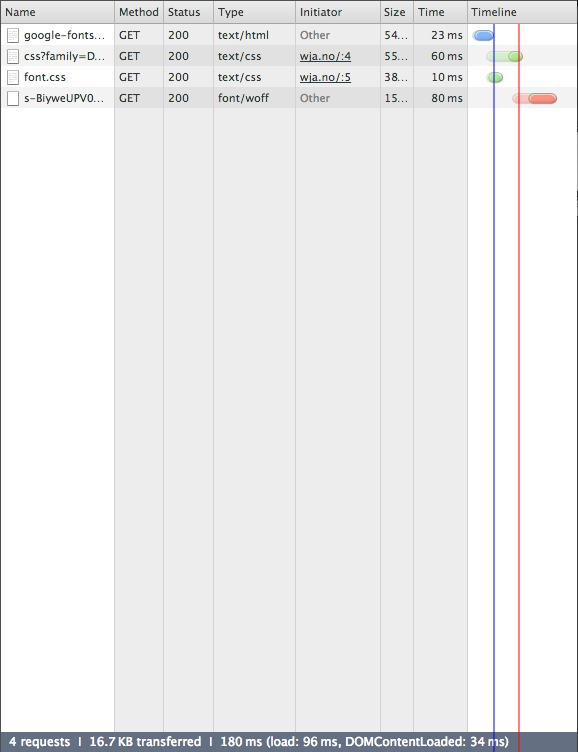 Name Method Status Type Initiator Size Time Timeline
google-fonts... GET 200 text/html Other 54... 23 ms
css?family=D... GET 200 text/css wja.no/:4 55... 60 ms
font.css GET 200 text/css wja.no/:5 38... 10 ms
s-BiyweUPV0... GET 200 font/woff Other 15... 80 ms
4 requests | 16.7 KB transferred | 180 ms (load: 96 ms, DOMContentLoaded: 34 ms)